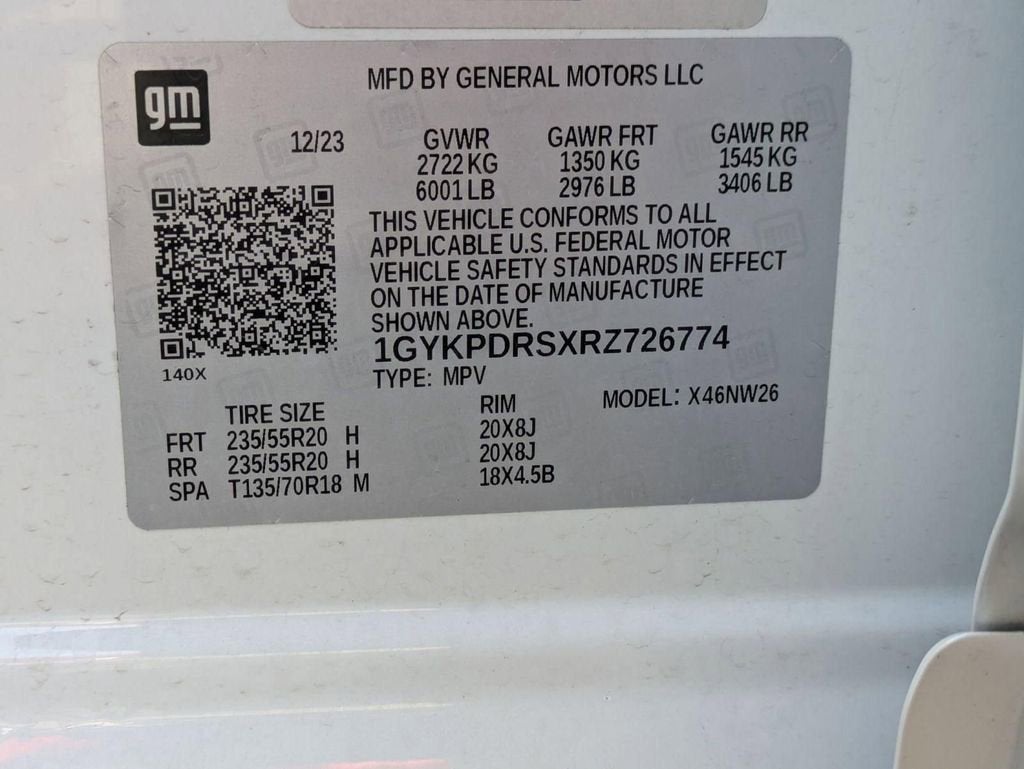 gm
MFD BY GENERAL MOTORS LLC
12/23
GVWR GAWR FRT GAWR RR
2722 KG 1350 KG 1545 KG
6001 LB 2976 LB 3406 LB
THIS VEHICLE CONFORMS TO ALL
APPLICABLE U.S. FEDERAL MOTOR
VEHICLE SAFETY STANDARDS IN EFFECT
ON THE DATE OF MANUFACTURE
SHOWN ABOVE.
1GYKPDRSXRZ726774
140X
TYPE: MPV
TIRE SIZE RIM MODEL: X46NW26
FRT 235/55R20 H 20X8J
RR 235/55R20 H 20X8J
SPA T135/70R18 M 18X4.5B